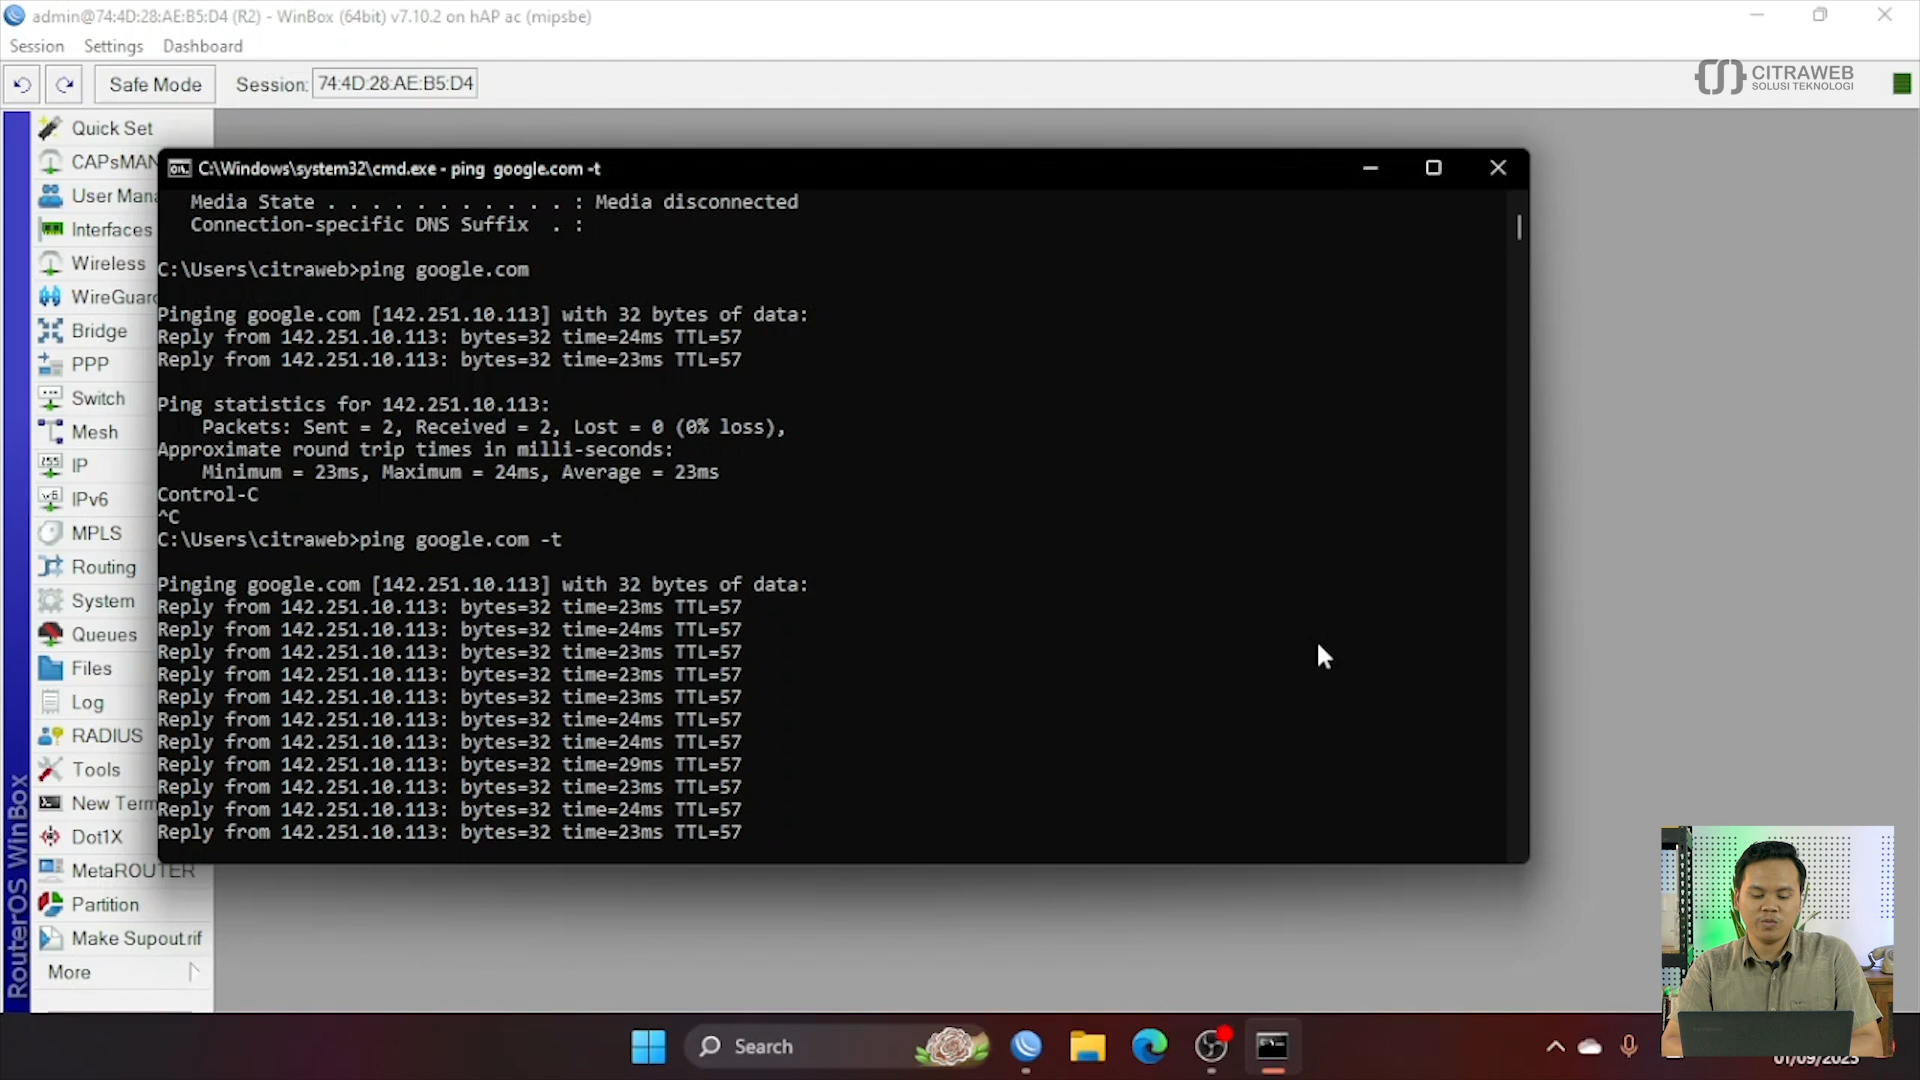 admin@74:4D:28:AE:B5:D4 (R2) - WinBox (64bit) v7.10.2 on hAP ac (mipsbe)
Session Settings Dashboard
Safe Mode Session: 74:4D:28:AE:B5:D4
CITRAWEB
SOLUSI TEKNOLOGI
Quick Set
CAPsMAN
User Mana
Interfaces
Wireless
WireGuard
Bridge
PPP
Switch
Mesh
IP
IPv6
MPLS
Routing
System
Queues
Files
Log
RADIUS
Tools
New Term
Dot1X
MetaROUTER
Partition
Make Supout.rif
More
RouterOS WinBox
C:\Windows\system32\cmd.exe - ping  google.com -t
Media State . . . . . . . . . . . : Media disconnected
Connection-specific DNS Suffix  . :
C:\Users\citraweb>ping google.com
Pinging google.com [142.251.10.113] with 32 bytes of data:
Reply from 142.251.10.113: bytes=32 time=24ms TTL=57
Reply from 142.251.10.113: bytes=32 time=23ms TTL=57
Ping statistics for 142.251.10.113:
Packets: Sent = 2, Received = 2, Lost = 0 (0% loss),
Approximate round trip times in milli-seconds:
Minimum = 23ms, Maximum = 24ms, Average = 23ms
Control-C
^C
C:\Users\citraweb>ping google.com -t
Pinging google.com [142.251.10.113] with 32 bytes of data:
Reply from 142.251.10.113: bytes=32 time=23ms TTL=57
Reply from 142.251.10.113: bytes=32 time=24ms TTL=57
Reply from 142.251.10.113: bytes=32 time=23ms TTL=57
Reply from 142.251.10.113: bytes=32 time=23ms TTL=57
Reply from 142.251.10.113: bytes=32 time=23ms TTL=57
Reply from 142.251.10.113: bytes=32 time=24ms TTL=57
Reply from 142.251.10.113: bytes=32 time=24ms TTL=57
Reply from 142.251.10.113: bytes=32 time=29ms TTL=57
Reply from 142.251.10.113: bytes=32 time=23ms TTL=57
Reply from 142.251.10.113: bytes=32 time=24ms TTL=57
Reply from 142.251.10.113: bytes=32 time=23ms TTL=57
Search
01/09/2023